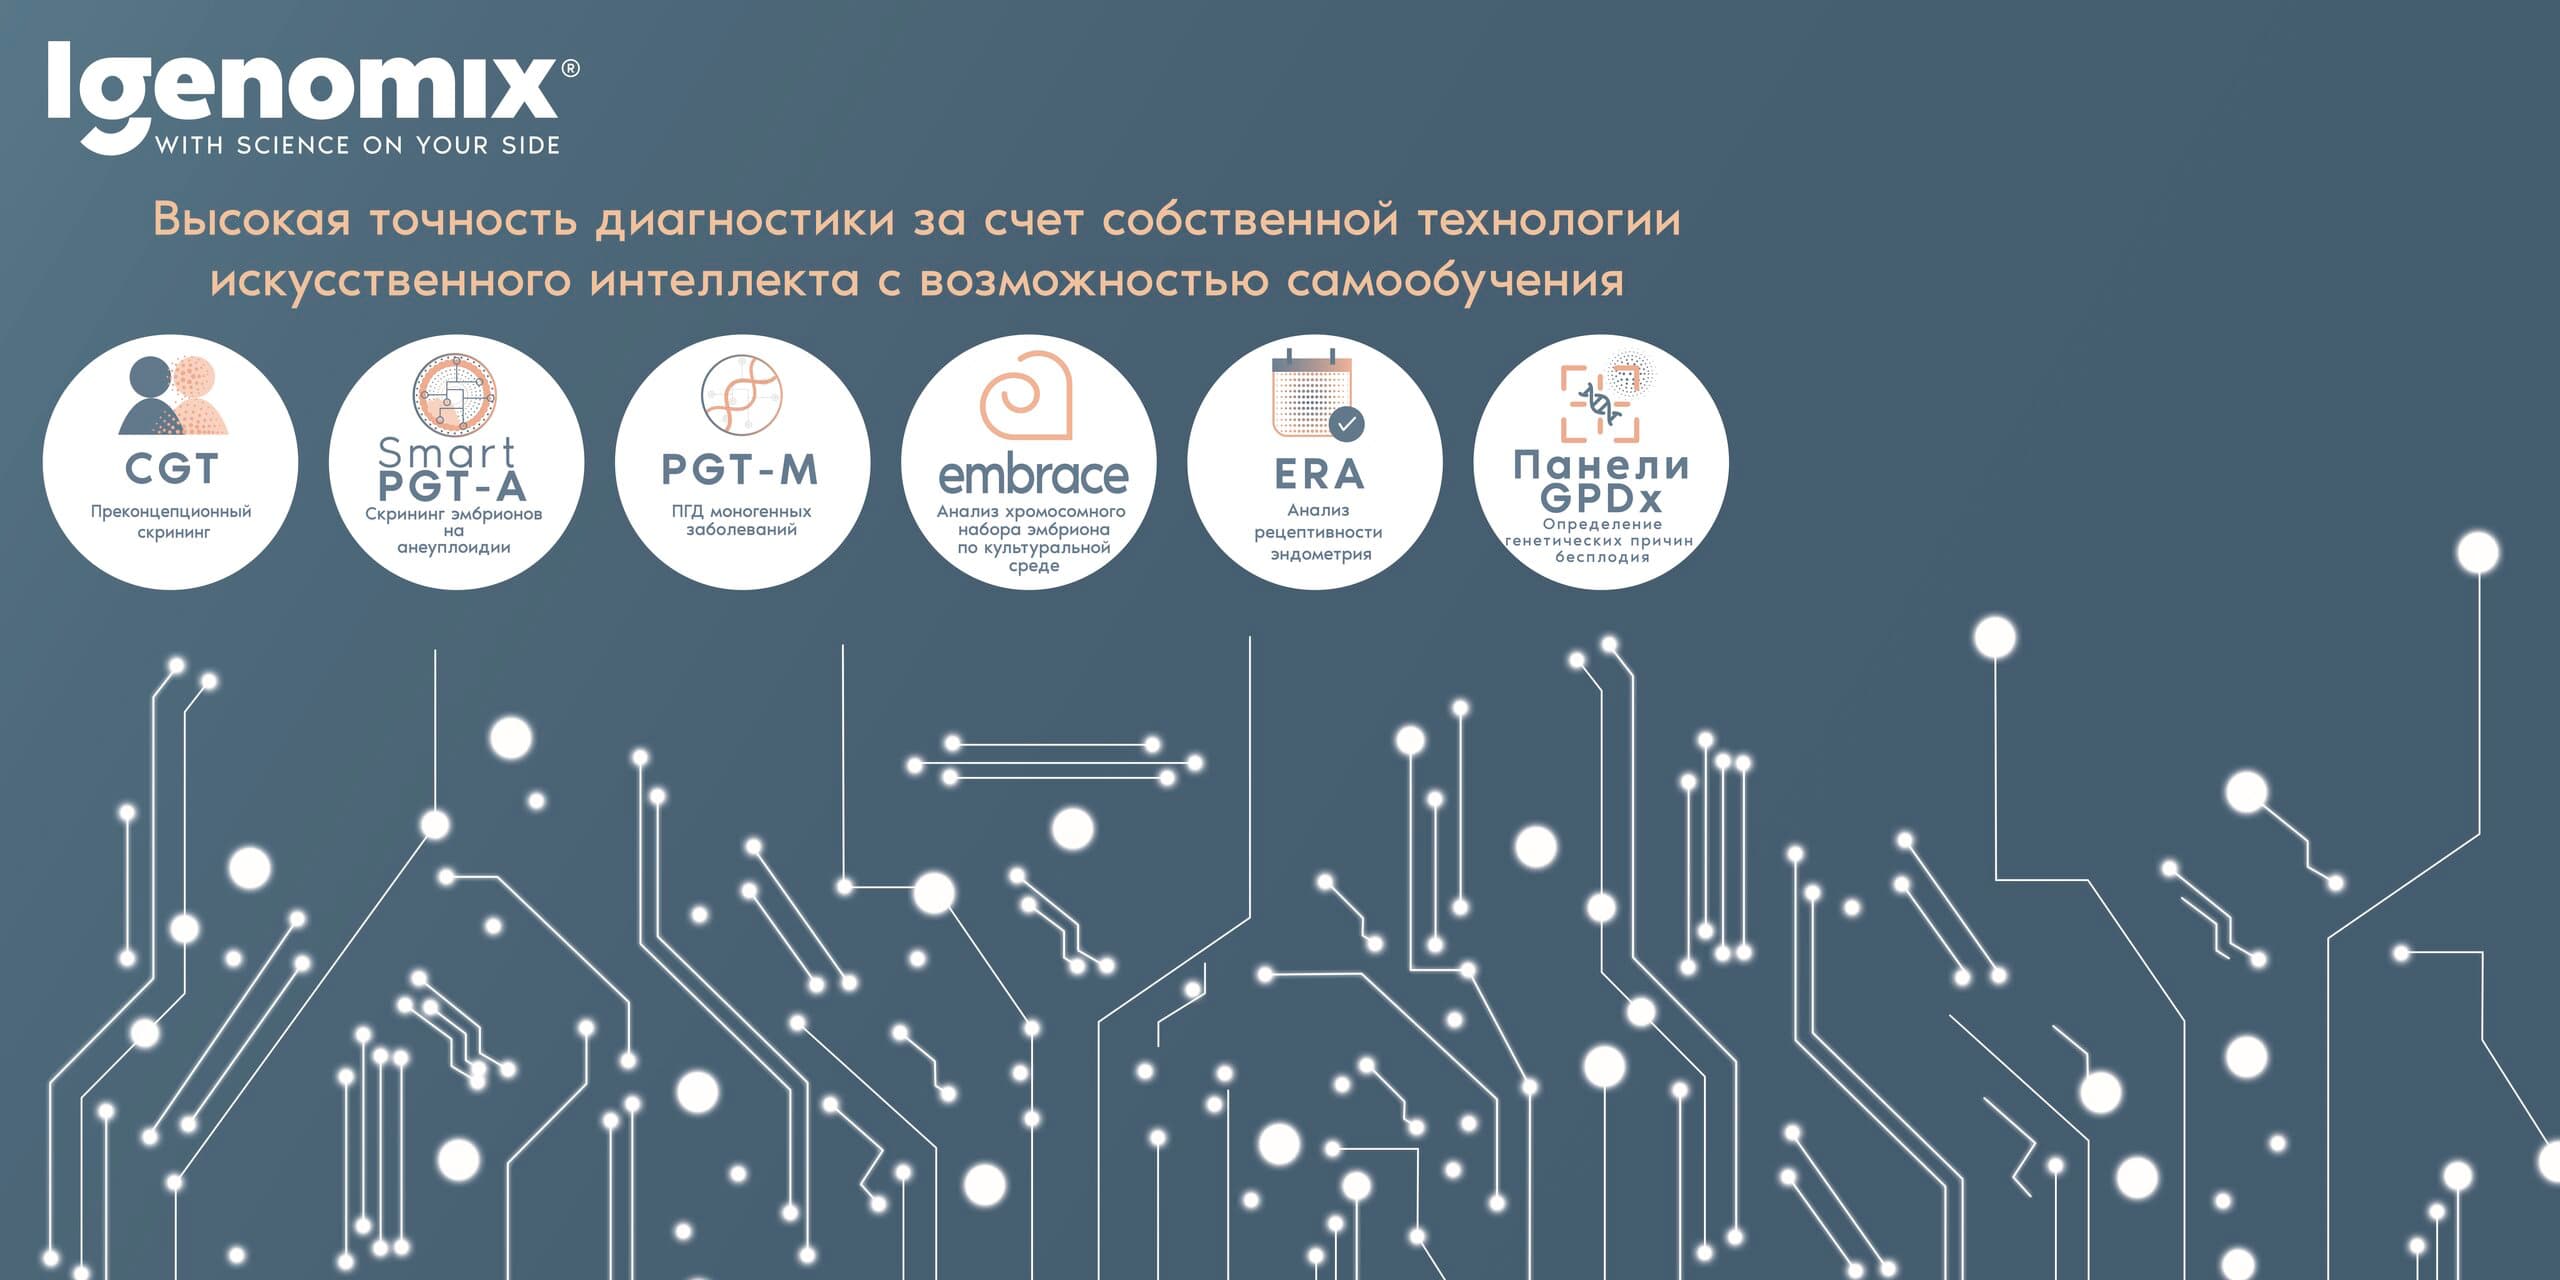 Igenomix®
WITH SCIENCE ON YOUR SIDE
Высокая точность диагностики за счет собственной технологии
искусственного интеллекта с возможностью самообучения
CGT
Преконцепционный
скрининг
Smart
PGT-A
Скрининг эмбрионов
на
анеуплоидии
PGT-M
ПГД моногенных
заболеваний
embrace
Анализ хромосомного
набора эмбриона
по культуральной
среде
ERA
Анализ
рецептивности
эндометрия
Панели
GPDx
Определение
генетических причин
бесплодия